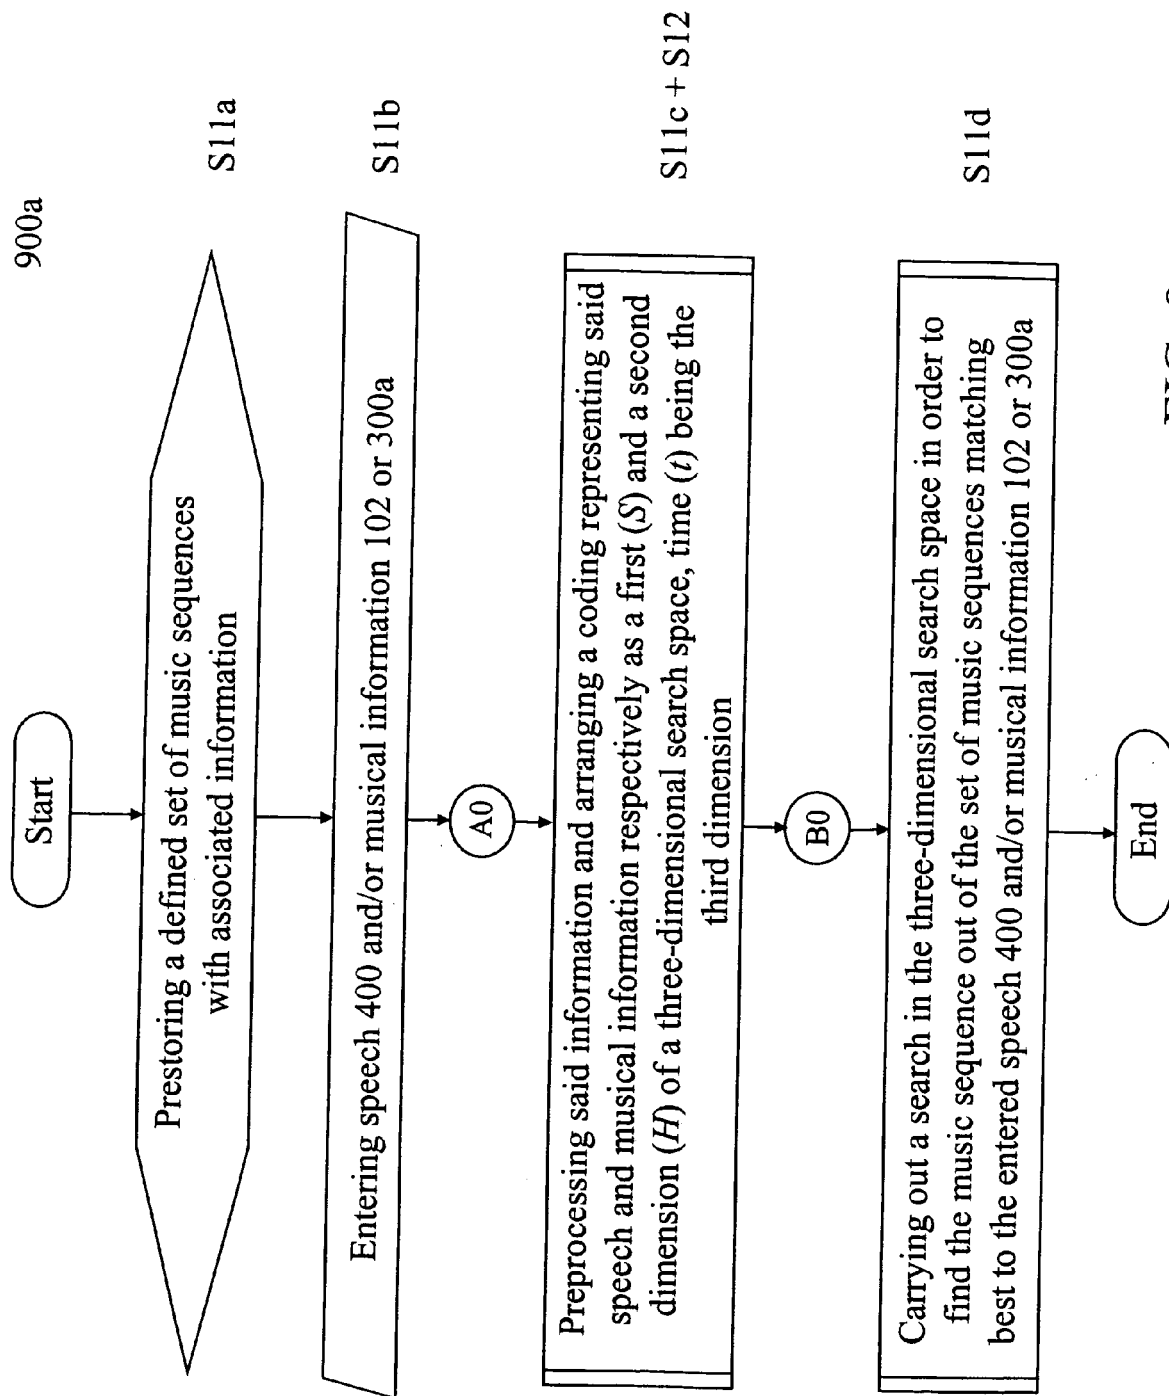 900a
Start
Prestoring a defined set of music sequences
with associated information
S11a
Entering speech 400 and/or musical information 102 or 300a
S11b
A0
Preprocessing said information and arranging a coding representing said
speech and musical information respectively as a first (S) and a second
dimension (H) of a three-dimensional search space, time (t) being the
third dimension
S11c + S12
B0
Carrying out a search in the three-dimensional search space in order to
find the music sequence out of the set of music sequences matching
best to the entered speech 400 and/or musical information 102 or 300a
S11d
End
FIG.